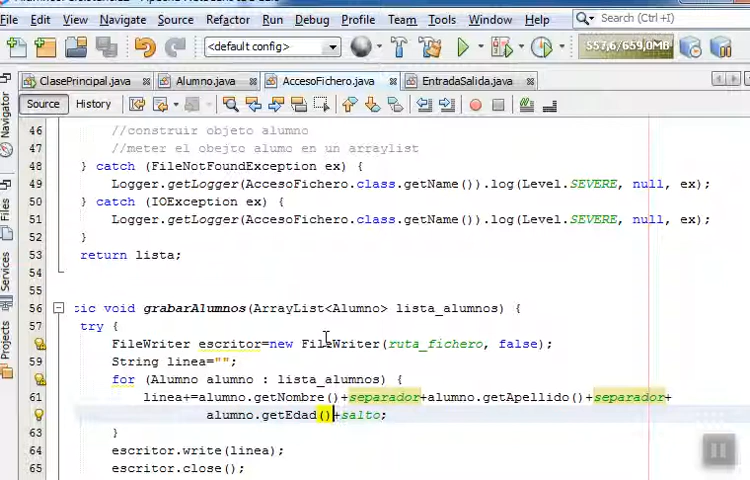 File Edit View Navigate Source Refactor Run Debug Profile Team Tools Window Help Search (Ctrl+I)
<default config> 557,6/659,0MB
ClasePrincipal.java Alumno.java AccesoFichero.java EntradaSalida.java
Source History
Navigator
Files
Services
46 //construir objeto alumno
47 //meter el obejto alumo en un arraylist
48 } catch (FileNotFoundException ex) {
49 Logger.getLogger(AccesoFichero.class.getName()).log(Level.SEVERE, null, ex);
50 } catch (IOException ex) {
51 Logger.getLogger(AccesoFichero.class.getName()).log(Level.SEVERE, null, ex);
52 }
53 return lista;
54
55
56 tic void grabarAlumnos(ArrayList<Alumno> lista_alumnos) {
57 try {
FileWriter escritor=new FileWriter(ruta_fichero, false);
59 String linea="";
for (Alumno alumno : lista_alumnos) {
61 linea+=alumno.getNombre()+separador+alumno.getApellido()+separador+
alumno.getEdad()+salto;
63 }
64 escritor.write(linea);
65 escritor.close();